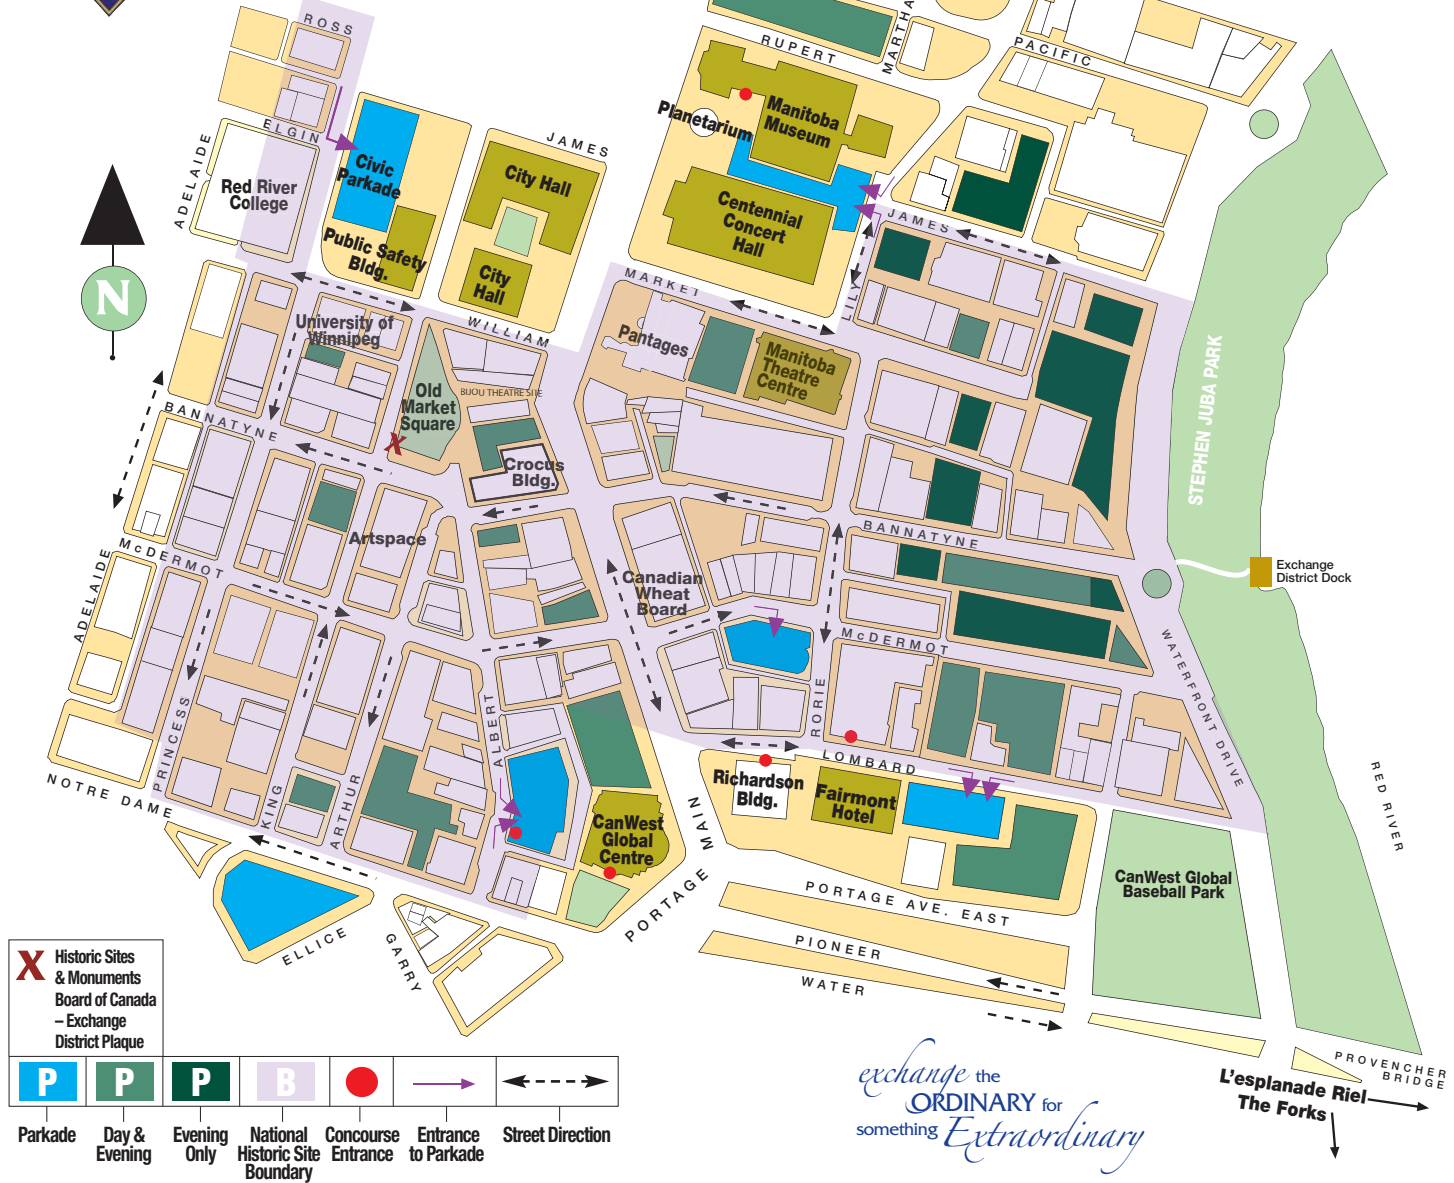 ROSS
RUPERT
MARTHA
PACIFIC
ELGIN
ADELAIDE
Red River
College
Civic
Parkade
Public Safety
Bldg.
JAMES
City Hall
City
Hall
Planetarium
Manitoba
Museum
Centennial
Concert
Hall
JAMES
LILY
MARKET
N
University of
Winnipeg
WILLIAM
Old
Market
Square
X
BIJOU THEATRE SITE
Crocus
Bldg.
Pantages
Manitoba
Theatre
Centre
STEPHEN JUBA PARK
BANNATYNE
BANNATYNE
Artspace
McDERMOT
ADELAIDE
Canadian
Wheat
Board
Exchange
District Dock
McDERMOT
WATERFRONT DRIVE
PRINCESS
KING
ARTHUR
ALBERT
RORIE
LOMBARD
NOTRE DAME
Richardson
Bldg.
Fairmont
Hotel
CanWest
Global
Centre
MAIN
RED RIVER
CanWest Global
Baseball Park
PORTAGE
PORTAGE AVE. EAST
ELLICE
GARRY
PIONEER
WATER
X
Historic Sites
& Monuments
Board of Canada
– Exchange
District Plaque
P
P
P
B
Parkade
Day &
Evening
Evening
Only
National
Historic Site
Boundary
Concourse
Entrance
Entrance
to Parkade
Street Direction
exchange the
ORDINARY for
something Extraordinary
PROVENCHER
BRIDGE
L'esplanade Riel
The Forks